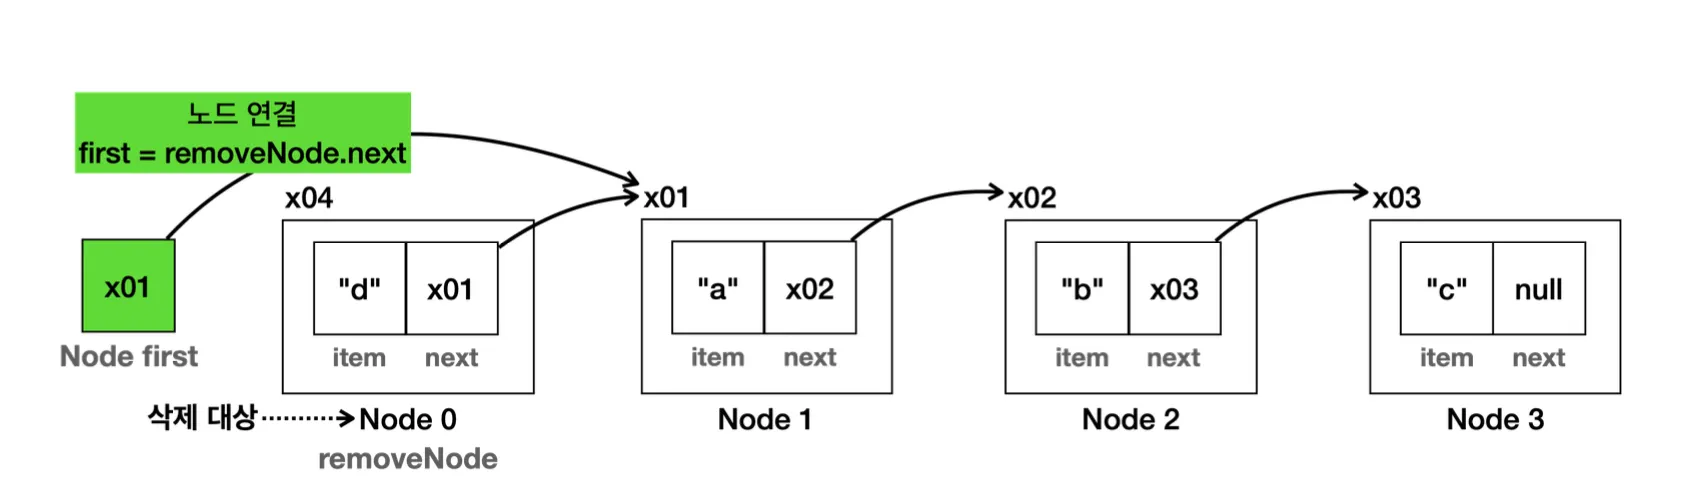 노드 연결
first = removeNode.next
x04
x01
x02
x03
x01
"d"
x01
"a"
x02
"b"
x03
"c"
null
Node first
item
next
item
next
item
next
item
next
삭제 대상
Node 0
Node 1
Node 2
Node 3
removeNode